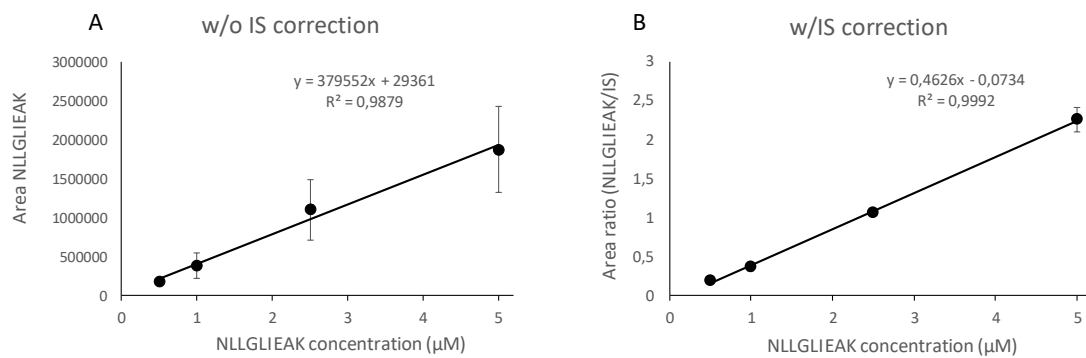 A
w/o IS correction
y = 379552x + 29361
R² = 0,9879
Area NLLGLIEAK
3000000
2500000
2000000
1500000
1000000
500000
0
0 1 2 3 4 5
NLLGLIEAK concentration (µM)
B
w/IS correction
y = 0,4626x - 0,0734
R² = 0,9992
Area ratio (NLLGLIEAK/IS)
3
2,5
2
1,5
1
0,5
0
0 1 2 3 4 5
NLLGLIEAK concentration (µM)